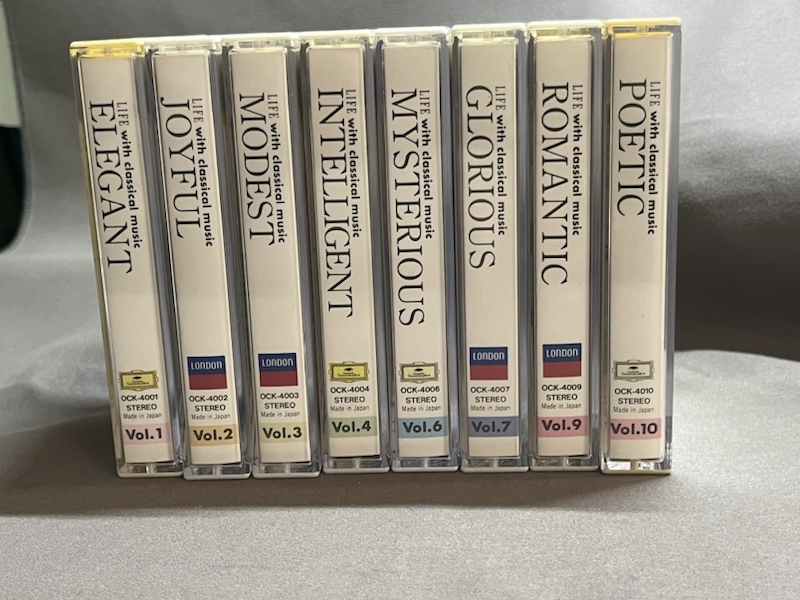 LIFE with classical music
ELEGANT
OCK-4001
STEREO
Made in Japan
Vol.1
LIFE with classical music
JOYFUL
LONDON
OCK-4002
STEREO
Made in Japan
Vol.2
LIFE with classical music
MODEST
LONDON
OCK-4003
STEREO
Made in Japan
Vol.3
LIFE with classical music
INTELLIGENT
OCK-4004
STEREO
Made in Japan
Vol.4
LIFE with classical music
MYSTERIOUS
OCK-4006
STEREO
Made in Japan
Vol.6
LIFE with classical music
GLORIOUS
LONDON
OCK-4007
STEREO
Made in Japan
Vol.7
LIFE with classical music
ROMANTIC
LONDON
OCK-4009
STEREO
Made in Japan
Vol.9
LIFE with classical music
POETIC
OCK-4010
STEREO
Made in Japan
Vol.10